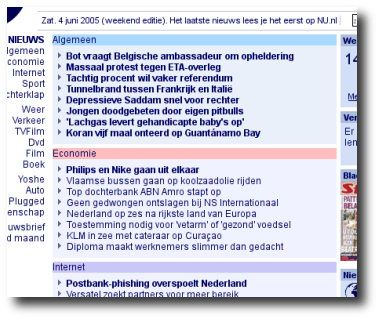 Zat. 4 juni 2005 (weekend editie). Het laatste nieuws lees je het eerst op NU.nl
NIEUWS
lgemeen
conomie
Internet
Sport
chterklap
Weer
Verkeer
TVFilm
Dvd
Film
Boek
Yoshe
Auto
Plugged
enschap
uwsbrief
d maand
Algemeen
Bot vraagt Belgische ambassadeur om opheldering
Massaal protest tegen ETA-overleg
Tachtig procent wil vaker referendum
Tunnelbrand tussen Frankrijk en Italië
Depressieve Saddam snel voor rechter
Jongen doodgebeten door eigen pitbulls
'Lachgas levert gehandicapte baby's op'
Koran vijf maal onteerd op Guantánamo Bay
Economie
Philips en Nike gaan uit elkaar
Vlaamse bussen gaan op koolzaadolie rijden
Top dochterbank ABN Amro stapt op
Geen gedwongen ontslagen bij NS Internationaal
Nederland op zes na rijkste land van Europa
Toestemming nodig voor 'vetarm' of 'gezond' voedsel
KLM in zee met cateraar op Curaçao
Diploma maakt werknemers slimmer dan gedacht
Internet
Postbank-phishing overspoelt Nederland
Versatel zoekt partners voor meer bereik
We
14
Me
Ver
Er
len
Bla
Nie